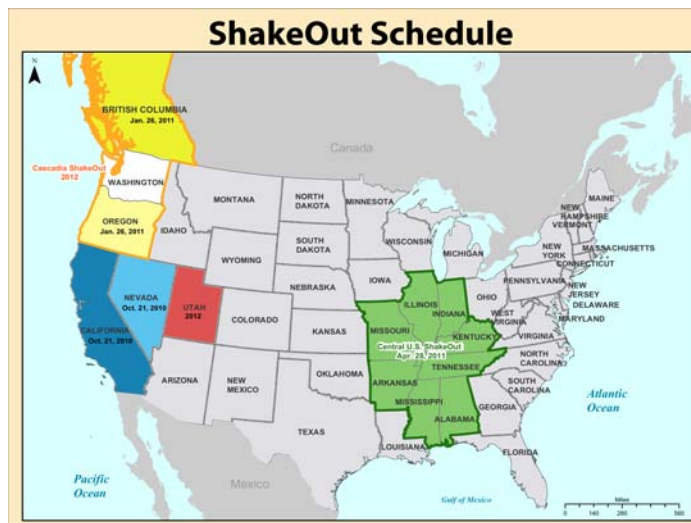 ShakeOut Schedule
N
BRITISH COLUMBIA
Jan. 26, 2011
Canada
Cascadia ShakeOut
2012
WASHINGTON
OREGON
Jan. 26, 2011
IDAHO
MONTANA
NORTH
DAKOTA
MINNESOTA
SOUTH
DAKOTA
WISCONSIN
MICHIGAN
MAINE
NEW
HAMPSHIRE
VERMONT
NEW
YORK
MASSACHUSETTS
CONNECTICUT
WYOMING
IOWA
NEBRASKA
PENNSYLVANIA
NEW
JERSEY
DELAWARE
MARYLAND
OHIO
WEST
VIRGINIA
VIRGINIA
NEVADA
Oct. 21, 2010
UTAH
2012
COLORADO
KANSAS
CALIFORNIA
Oct. 21, 2010
ILLINOIS
INDIANA
MISSOURI
KENTUCKY
Central U.S. ShakeOut
Apr. 28, 2011
TENNESSEE
NORTH
CAROLINA
SOUTH
CAROLINA
ARIZONA
NEW
MEXICO
OKLAHOMA
ARKANSAS
MISSISSIPPI
ALABAMA
GEORGIA
TEXAS
LOUISIANA
FLORIDA
Atlantic
Ocean
Pacific
Ocean
Mexico
Gulf of Mexico
Miles
0 140 280 560